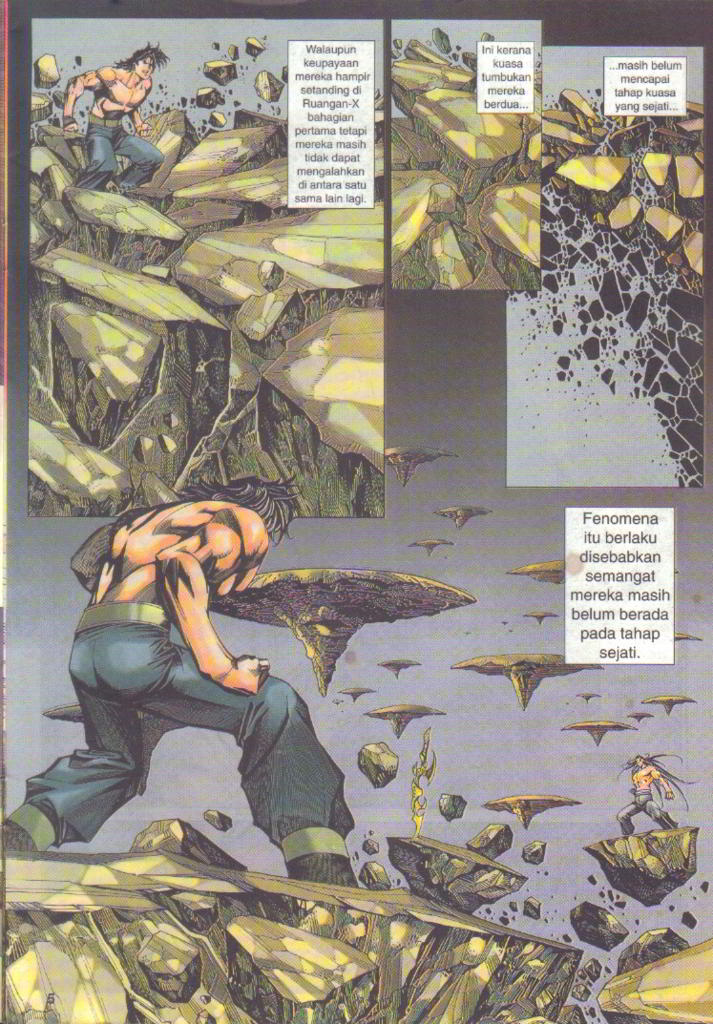 Walaupun
keupayaan
mereka hampir
setanding di
Ruangan-X
bahagian
pertama tetapi
mereka masih
tidak dapat
mengalahkan
di antara satu
sama lain lagi.
Ini kerana
kuasa
tumbukan
mereka
berdua...
...masih belum
mencapai
tahap kuasa
yang sejati...
Fenomena
itu berlaku
disebabkan
semangat
mereka masih
belum berada
pada tahap
sejati.
5